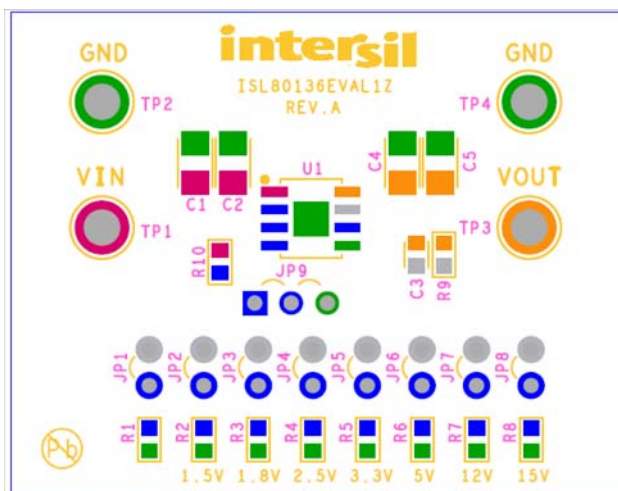 intersil
ISL80136EVAL1Z
REV.A
GND
GND
TP2
TP4
VIN
VOUT
TP1
TP3
C1
C2
U1
C4
C5
R10
JP9
C3
R9
JP1
JP2
JP3
JP4
JP5
JP6
JP7
JP8
R1
R2
R3
R4
R5
R6
R7
R8
Pb
1.5V
1.8V
2.5V
3.3V
5V
12V
15V